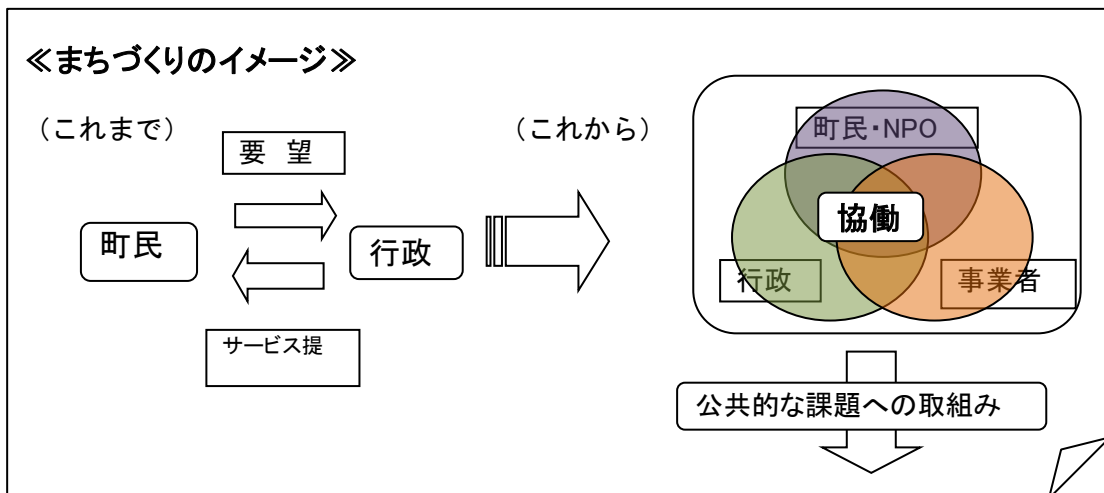 ≪まちづくりのイメージ≫
（これまで）
要 望
町民
行政
サービス提
（これから）
町民・NPO
協働
行政
事業者
公共的な課題への取組み